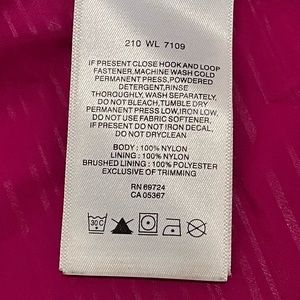 210 WL 7109
IF PRESENT CLOSE HOOK AND LOOP
FASTENER,MACHINE WASH COLD
PERMANENT PRESS,POWDERED
DETERGENT,RINSE
THOROUGHLY, WASH SEPARATELY,
DO NOT BLEACH,TUMBLE DRY
PERMANENT PRESS LOW,IRON LOW,
DO NOT USE FABRIC SOFTENER.
IF PRESENT DO NOT IRON DECAL,
DO NOT DRYCLEAN
BODY : 100% NYLON
LINING : 100% NYLON
BRUSHED LINING : 100% POLYESTER
EXCLUSIVE OF TRIMMING
RN 69724
CA 05367
30C